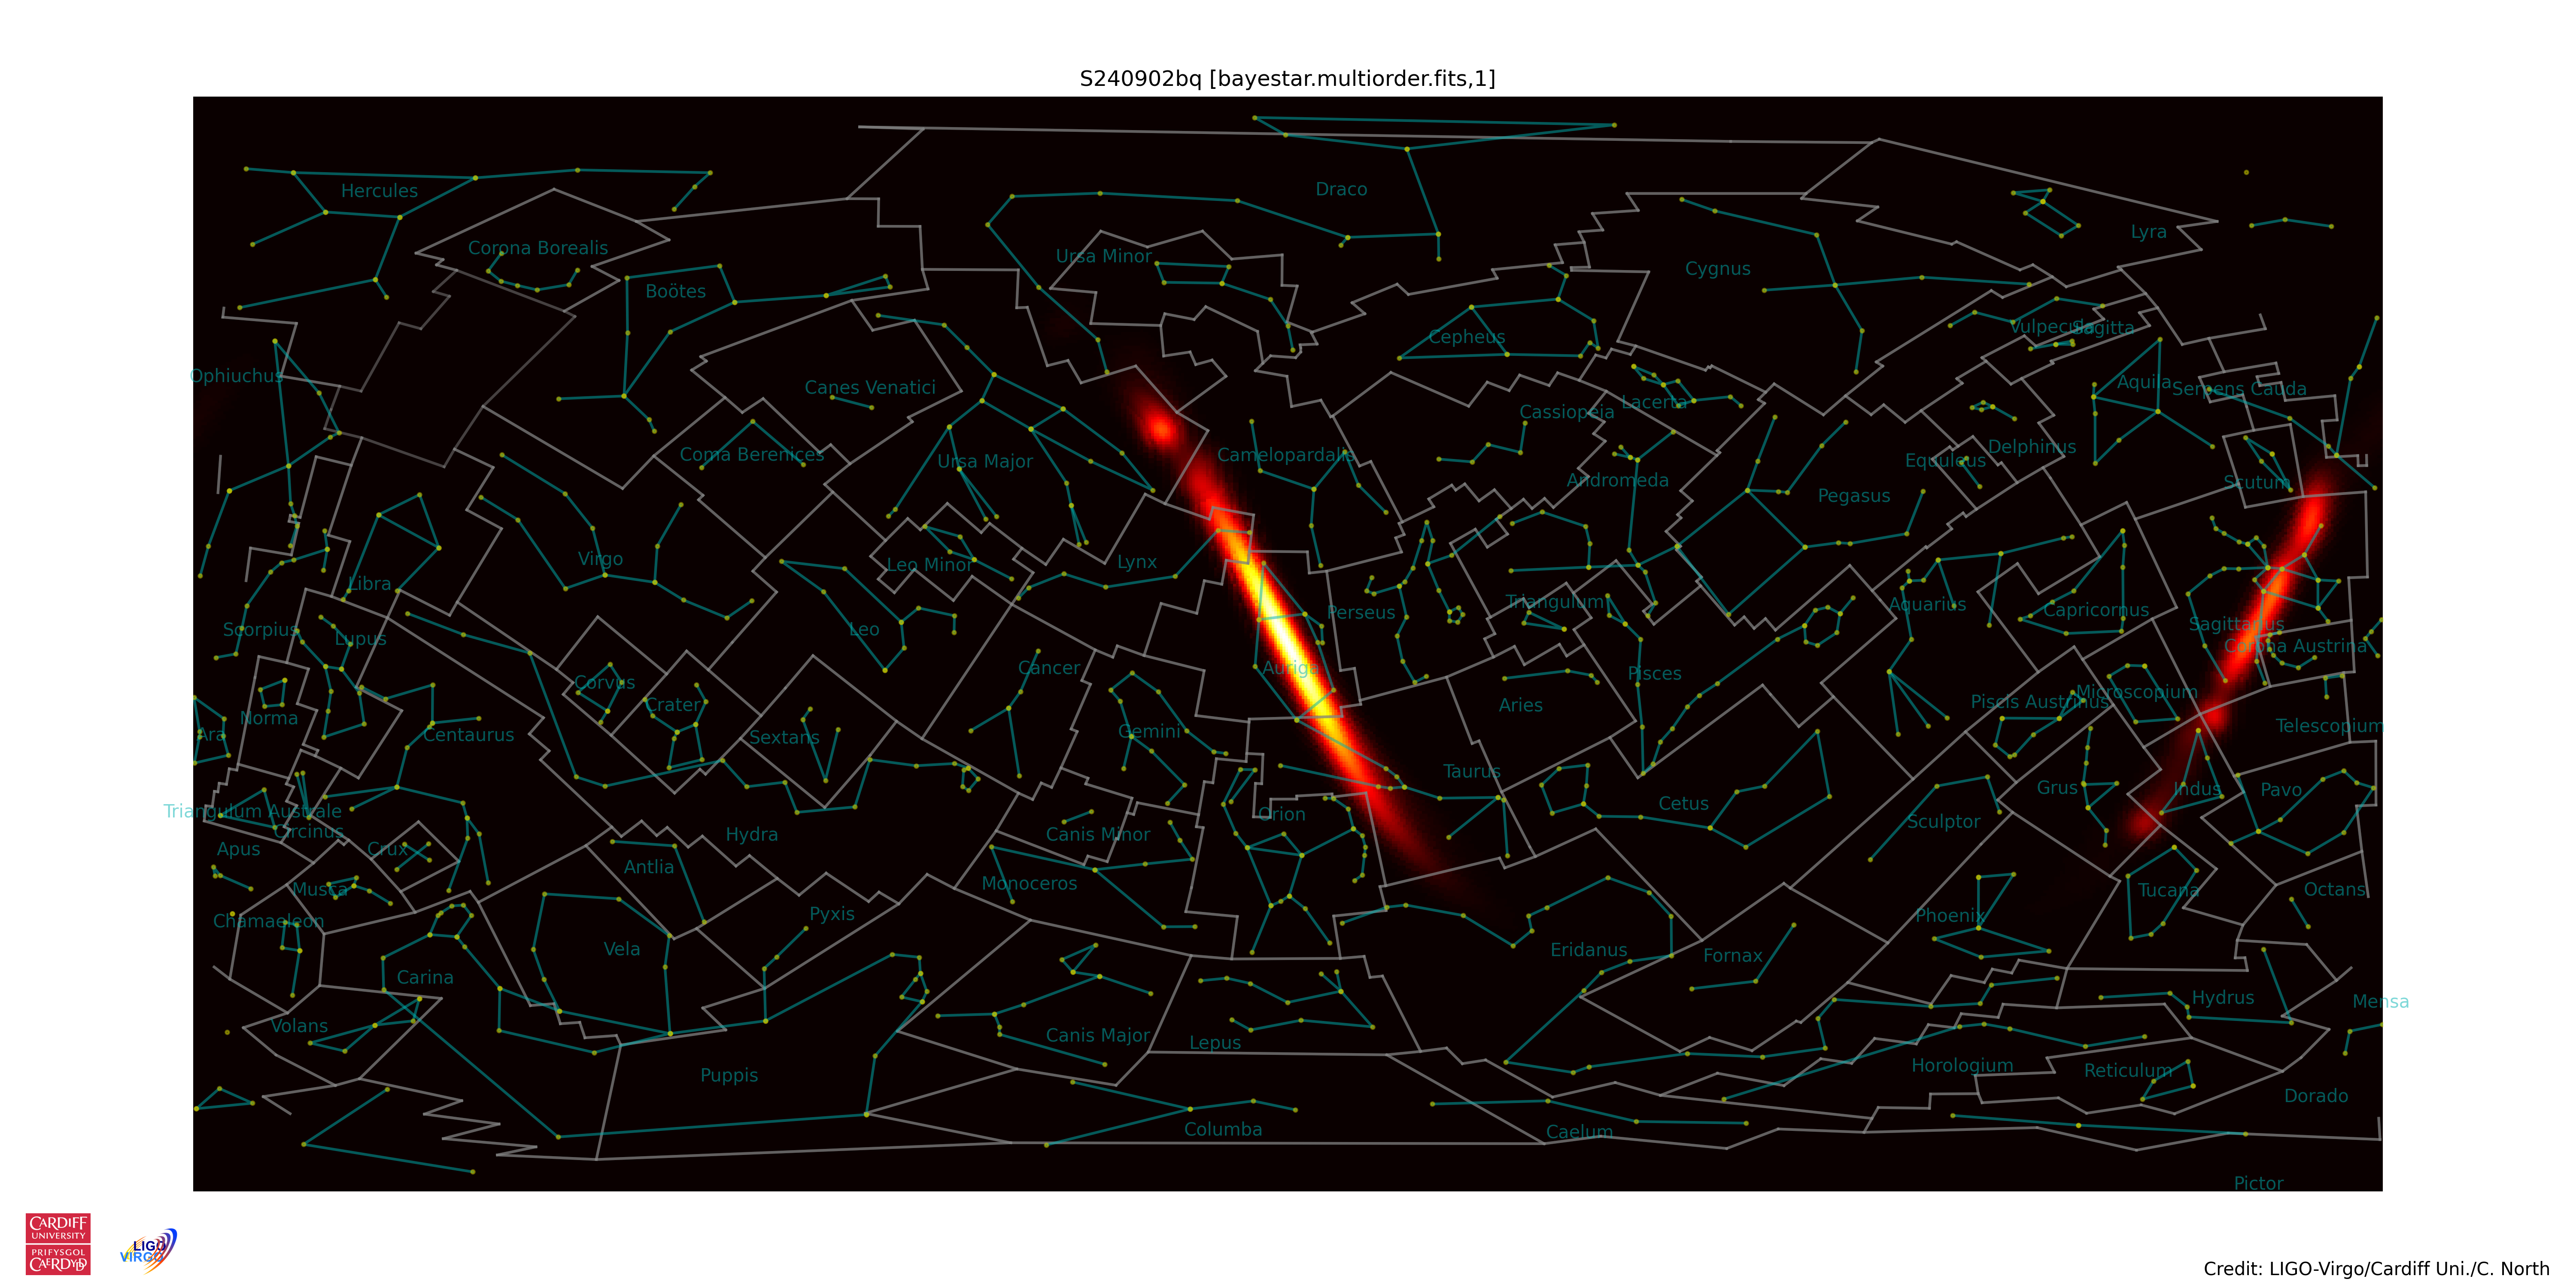 S240902bq [bayestar.multiorder.fits,1]
Hercules
Draco
Lyra
Corona Borealis
Ursa Minor
Cygnus
Boötes
Vulpecula
Sagitta
Cepheus
Ophiuchus
Canes Venatici
Aquila
Serpens Cauda
Cassiopeia
Lacerta
Coma Berenices
Ursa Major
Camelopardalis
Andromeda
Equuleus
Delphinus
Pegasus
Scutum
Virgo
Leo Minor
Lynx
Libra
Triangulum
Perseus
Aquarius
Capricornus
Scorpius
Lupus
Leo
Sagittarius
Corona Austrina
Cancer
Auriga
Pisces
Corvus
Crater
Aries
Piscis Austrinus
Microscopium
Norma
Ara
Centaurus
Sextans
Gemini
Telescopium
Taurus
Grus
Indus
Pavo
Triangulum Australe
Circinus
Orion
Cetus
Sculptor
Apus
Crux
Hydra
Canis Minor
Antlia
Musca
Monoceros
Tucana
Octans
Chamaeleon
Pyxis
Phoenix
Vela
Eridanus
Fornax
Carina
Hydrus
Mensa
Volans
Canis Major
Lepus
Puppis
Horologium
Reticulum
Dorado
Columba
Caelum
Pictor
CARDIFF
UNIVERSITY
PRIFYSGOL
CAERDYDD
LIGO
VIRGO
Credit: LIGO-Virgo/Cardiff Uni./C. North